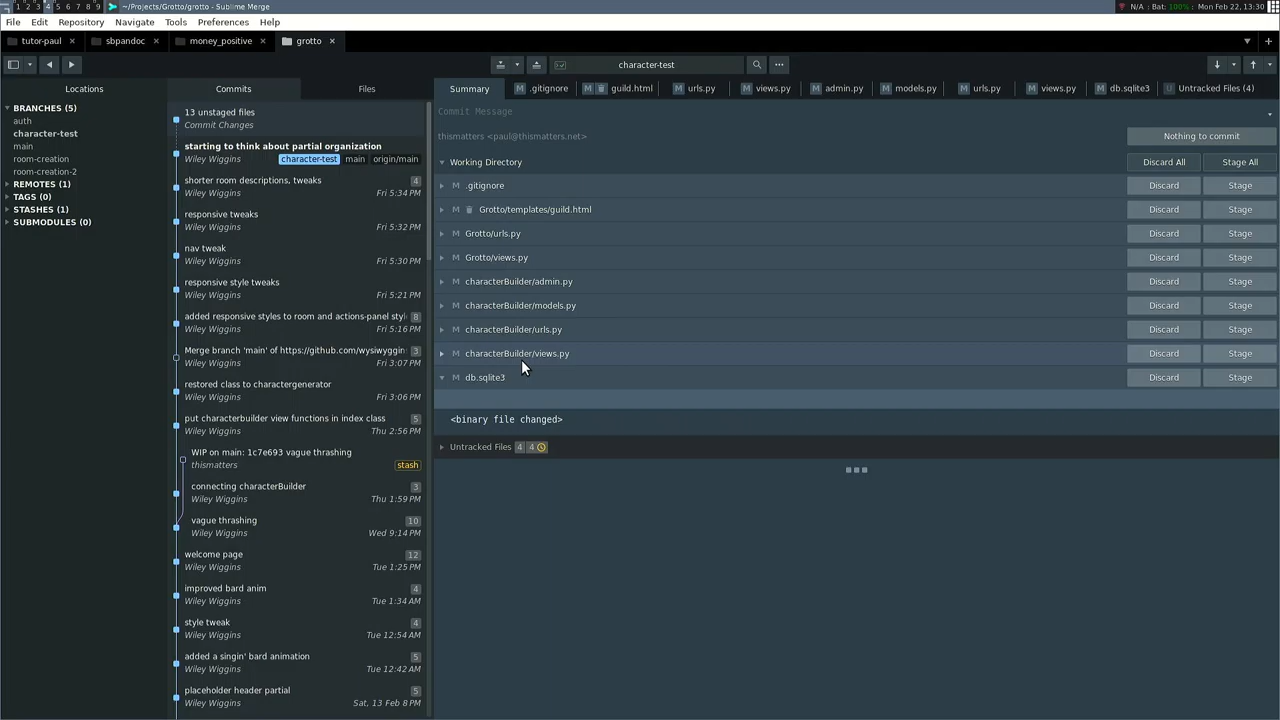 1 2 3 4 5 6 7 8 9 ~/Projects/Grotto/grotto - Sublime Merge N/A : Bat: 100% : Mon Feb 22, 13:30
File Edit Repository Navigate Tools Preferences Help
tutor-paul × sbpandoc × money_positive × grotto ×
character-test
Locations
BRANCHES (5)
auth
character-test
main
room-creation
room-creation-2
REMOTES (1)
TAGS (0)
STASHES (1)
SUBMODULES (0)
Commits Files
13 unstaged files
Commit Changes
starting to think about partial organization
Wiley Wiggins character-test main origin/main
shorter room descriptions, tweaks 4
Wiley Wiggins Fri 5:34 PM
responsive tweaks
Wiley Wiggins Fri 5:32 PM
nav tweak
Wiley Wiggins Fri 5:30 PM
responsive style tweaks
Wiley Wiggins Fri 5:21 PM
added responsive styles to room and actions-panel styl 8
Wiley Wiggins Fri 5:16 PM
Merge branch 'main' of https://github.com/wysiwyggin 3
Wiley Wiggins Fri 3:07 PM
restored class to charactergenerator
Wiley Wiggins Fri 3:06 PM
put characterbuilder view functions in index class 5
Wiley Wiggins Thu 2:56 PM
WIP on main: 1c7e693 vague thrashing
thismatters stash
connecting characterBuilder 3
Wiley Wiggins Thu 1:59 PM
vague thrashing 10
Wiley Wiggins Wed 9:14 PM
welcome page 12
Wiley Wiggins Tue 1:25 PM
improved bard anim 4
Wiley Wiggins Tue 1:34 AM
style tweak 4
Wiley Wiggins Tue 12:54 AM
added a singin' bard animation 5
Wiley Wiggins Tue 12:42 AM
placeholder header partial 5
Wiley Wiggins Sat, 13 Feb 8 PM
Summary M .gitignore M guild.html M urls.py M views.py M admin.py M models.py M urls.py M views.py M db.sqlite3 U Untracked Files (4)
Commit Message
thismatters <paul@thismatters.net> Nothing to commit
Working Directory Discard All Stage All
M .gitignore Discard Stage
M Grotto/templates/guild.html Discard Stage
M Grotto/urls.py Discard Stage
M Grotto/views.py Discard Stage
M characterBuilder/admin.py Discard Stage
M characterBuilder/models.py Discard Stage
M characterBuilder/urls.py Discard Stage
M characterBuilder/views.py Discard Stage
M db.sqlite3 Discard Stage
<binary file changed>
Untracked Files 4 4